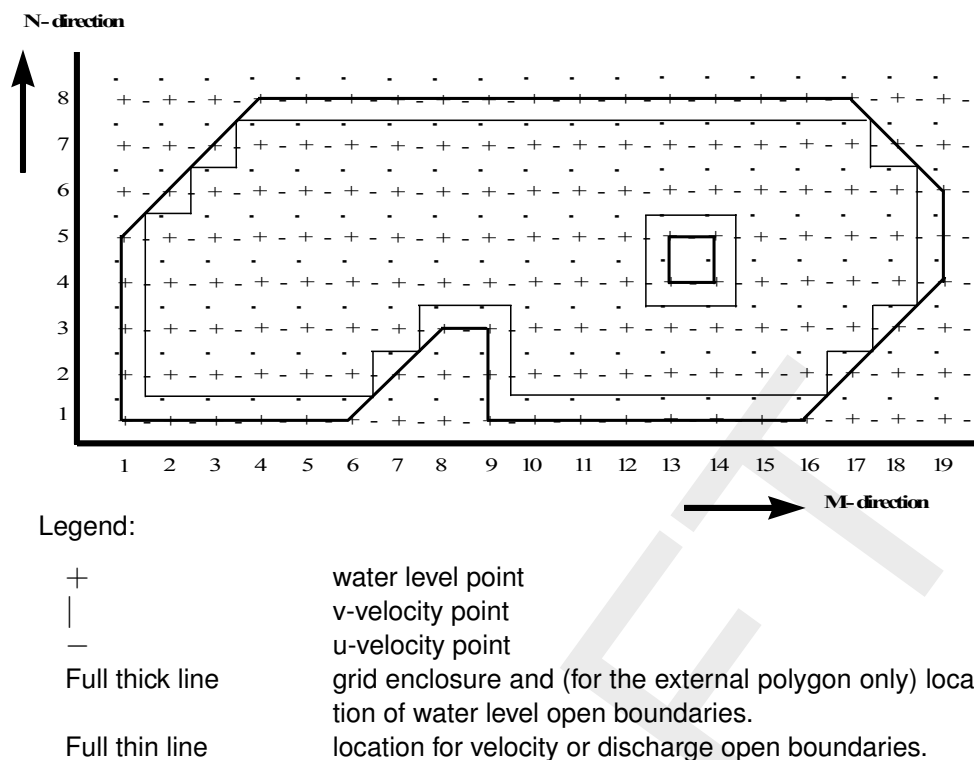 N- direction
8
7
6
5
4
3
2
1
1 2 3 4 5 6 7 8 9 10 11 12 13 14 15 16 17 18 19
M- direction
Legend:
+ water level point
| v-velocity point
− u-velocity point
Full thick line grid enclosure and (for the external polygon only) loca
tion of water level open boundaries.
Full thin line location for velocity or discharge open boundaries.